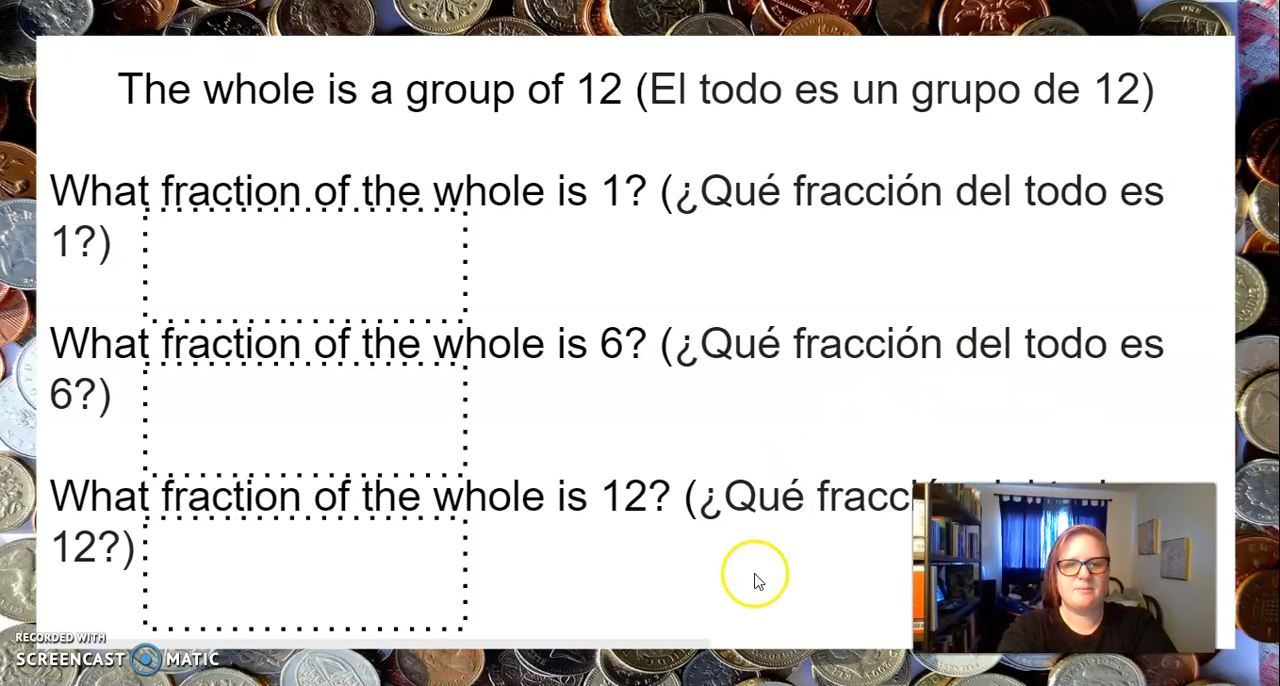 The whole is a group of 12 (El todo es un grupo de 12)
What fraction of the whole is 1? (¿Qué fracción del todo es
1?)
What fraction of the whole is 6? (¿Qué fracción del todo es
6?)
What fraction of the whole is 12? (¿Qué
12?)
RECORDED WITH
SCREENCAST MATIC